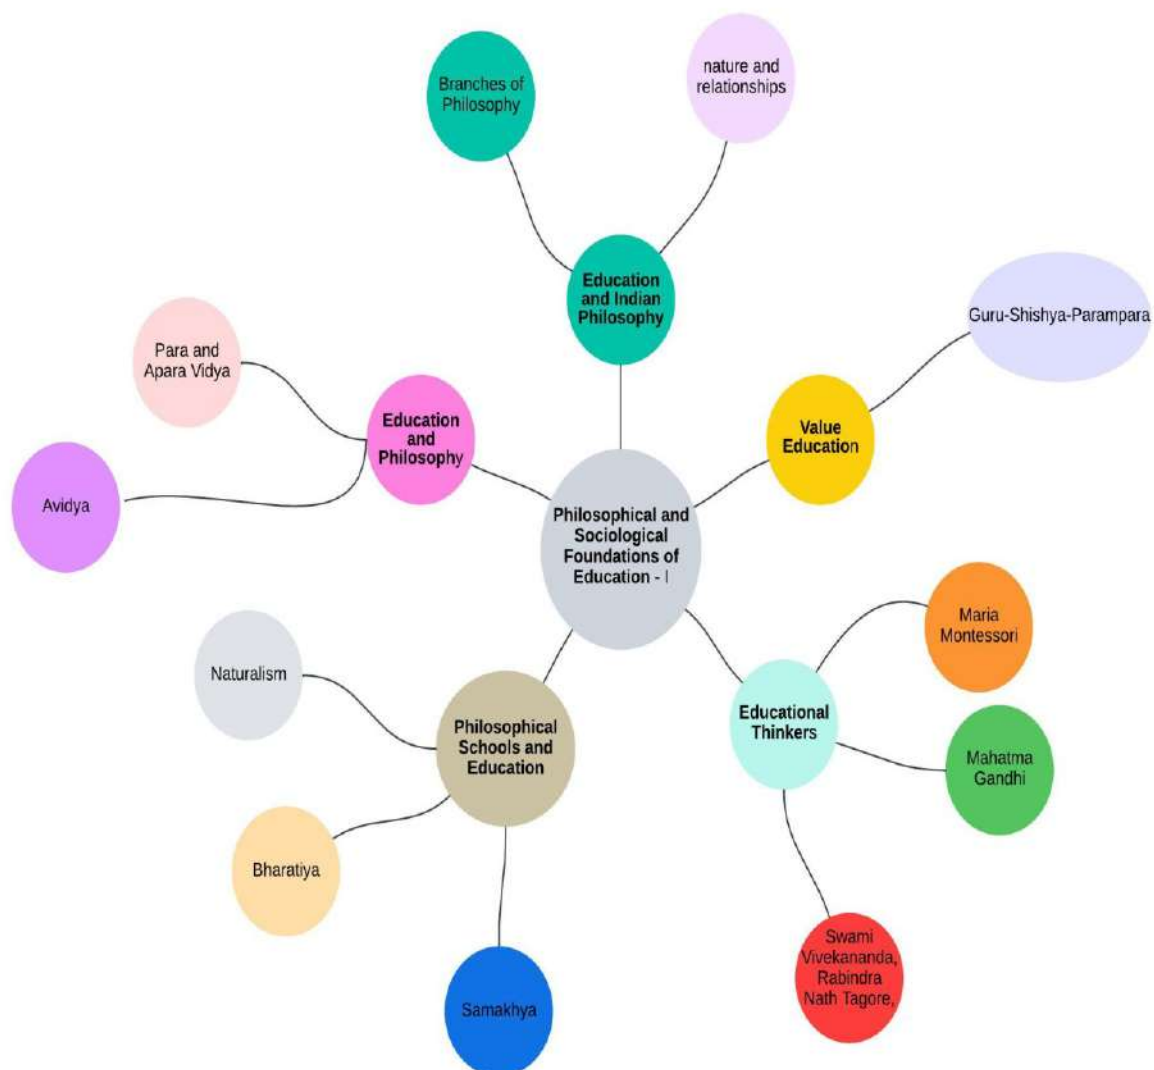 Branches of
Philosophy
nature and
relationships
Education
and Indian
Philosophy
Guru-Shishya-Parampara
Para and
Apara Vidya
Education
and
Philosophy
Value
Education
Avidya
Philosophical and
Sociological
Foundations of
Education - I
Maria
Montessori
Naturalism
Philosophical
Schools and
Education
Educational
Thinkers
Mahatma
Gandhi
Bharatiya
Samakhya
Swami
Vivekananda,
Rabindra
Nath Tagore,